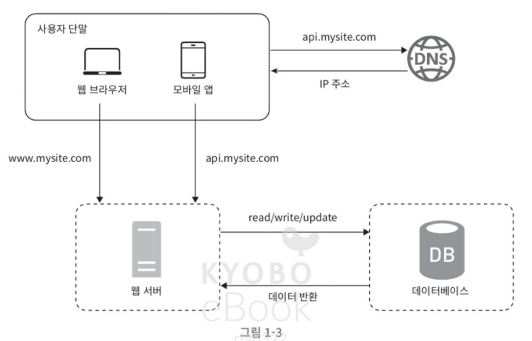 사용자 단말
웹 브라우저
모바일 앱
api.mysite.com
DNS
IP 주소
www.mysite.com
api.mysite.com
read/write/update
DB
KYOBO
eBook
웹 서버
데이터 반환
데이터베이스
그림 1-3